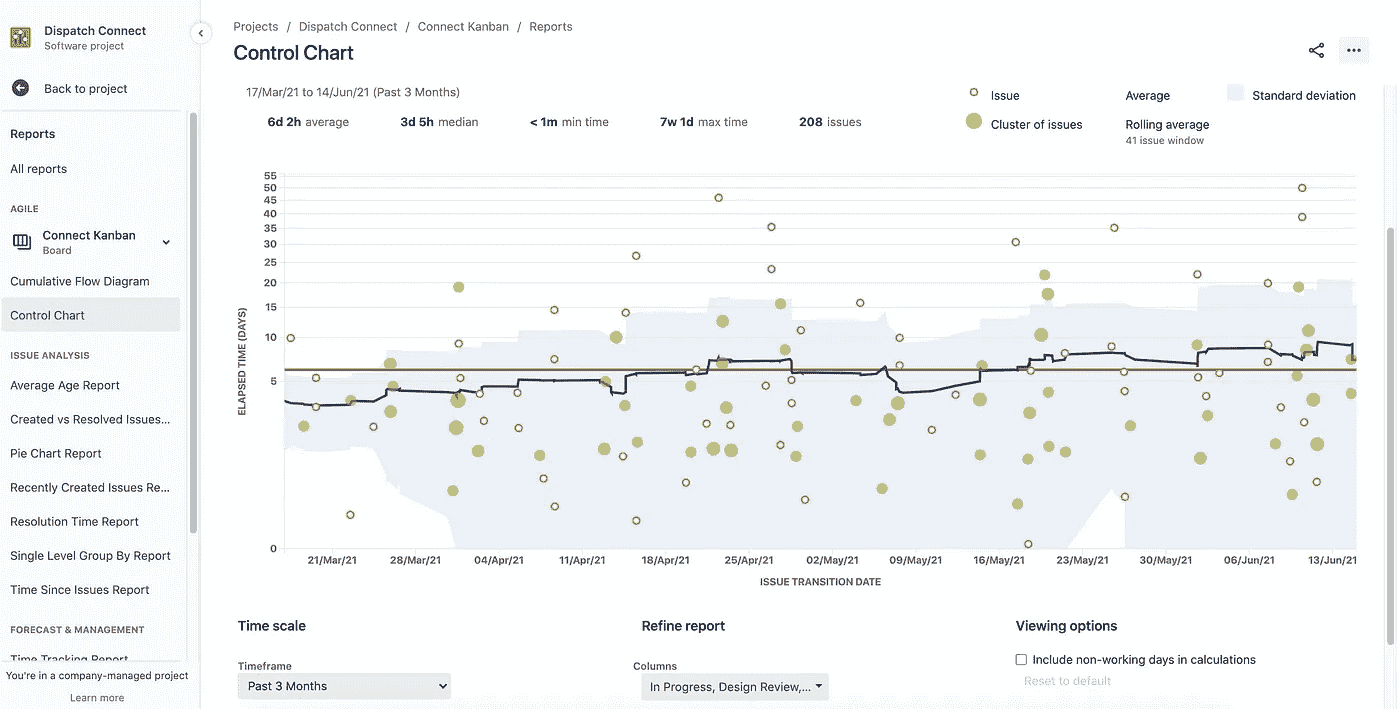 Dispatch Connect
Software project
Back to project
Reports
All reports
AGILE
Connect Kanban
Board
Cumulative Flow Diagram
Control Chart
ISSUE ANALYSIS
Average Age Report
Created vs Resolved Issues...
Pie Chart Report
Recently Created Issues Re...
Resolution Time Report
Single Level Group By Report
Time Since Issues Report
FORECAST & MANAGEMENT
Time Tracking Report
You're in a company-managed project
Learn more
Projects / Dispatch Connect / Connect Kanban / Reports
Control Chart
17/Mar/21 to 14/Jun/21 (Past 3 Months)
6d 2h average 3d 5h median < 1m min time 7w 1d max time 208 issues
Issue Average Standard deviation
Cluster of issues Rolling average
41 issue window
55
50
45
40
35
30
25
20
15
10
5
0
ELAPSED TIME (DAYS)
21/Mar/21 28/Mar/21 04/Apr/21 11/Apr/21 18/Apr/21 25/Apr/21 02/May/21 09/May/21 16/May/21 23/May/21 30/May/21 06/Jun/21 13/Jun/21
ISSUE TRANSITION DATE
Time scale Refine report Viewing options
Timeframe Columns Include non-working days in calculations
Past 3 Months In Progress, Design Review,... Reset to default